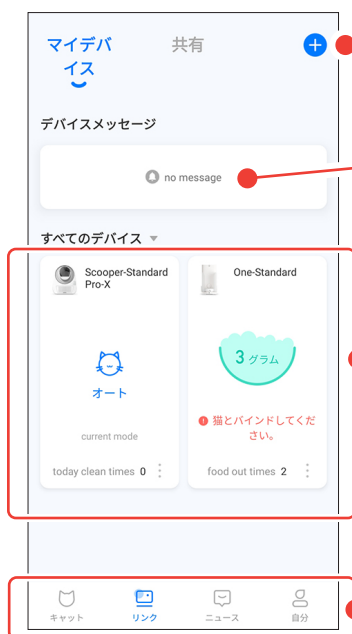 マイデバ
イス
共有
デバイスメッセージ
no message
すべてのデバイス
Scooper-Standard
Pro-X
オート
current mode
today clean times 0
One-Standard
3 グラム
猫とバインドしてくだ
さい。
food out times 2
キャット
リンク
ニュース
自分